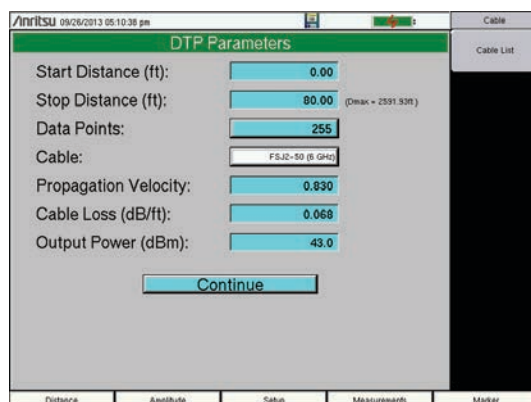 Anritsu 09/26/2013 05:10:38 pm
Cable
DTP Parameters
Cable List
Start Distance (ft): 0.00
Stop Distance (ft): 80.00 (Dmax = 2591.93ft)
Data Points: 255
Cable: FSJ2-50 (6 GHz)
Propagation Velocity: 0.830
Cable Loss (dB/ft): 0.068
Output Power (dBm): 43.0
Continue
Distance Amplitude Setup Measurements Marker